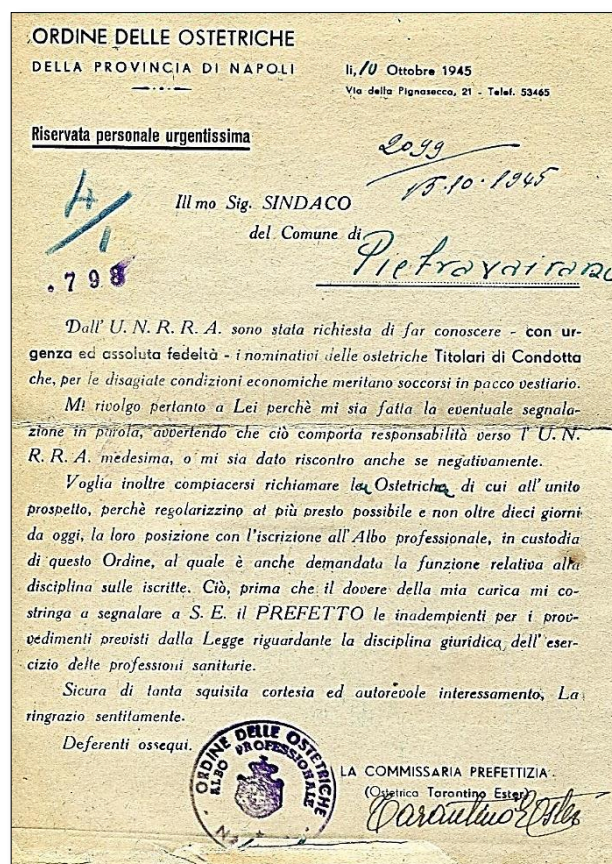 ORDINE DELLE OSTETRICHE
DELLA PROVINCIA DI NAPOLI
li, 10 Ottobre 1945
Via della Pignasecca, 21 - Telef. 53465
Riservata personale urgentissima
2099
15.10.1945
Ill mo Sig. SINDACO
del Comune di
Pietravairano
A/1
.798
Dall' U. N. R. R. A. sono stata richiesta di far conoscere - con ur-
genza ed assoluta fedeltà - i nominativi delle ostetriche Titolari di Condotta
che, per le disagiate condizioni economiche meritano soccorsi in pacco vestiario.
Mi rivolgo pertanto a Lei perchè mi sia fatta la eventuale segnala-
zione in parola, avvertendo che ciò comporta responsabilità verso l' U. N.
R. R. A. medesima, o mi sia dato riscontro anche se negativamente.
Voglia inoltre compiacersi richiamare la Ostetrica di cui all' unito
prospetto, perchè regolarizzino al più presto possibile e non oltre dieci giorni
da oggi, la loro posizione con l'iscrizione all'Albo professionale, in custodia
di questo Ordine, al quale è anche demandata la funzione relativa alla
disciplina sulle iscritte. Ciò, prima che il dovere della mia carica mi co-
stringa a segnalare a S. E. il PREFETTO le inadempienti per i prov-
vedimenti previsti dalla Legge riguardante la disciplina giuridica dell' eser-
cizio delle professioni sanitarie.
Sicura di tanta squisita cortesia ed autorevole interessamento, La
ringrazio sentitamente.
Deferenti ossequi.
ORDINE DELLE OSTETRICHE
ALBO PROFESSIONALE
LA COMMISSARIA PREFETTIZIA
(Ostetrica Tarantino Ester)
Tarantino Ester